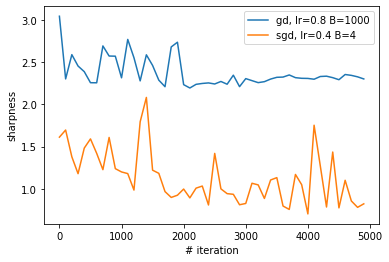 gd, lr=0.8 B=1000
sgd, lr=0.4 B=4
3.0
2.5
2.0
1.5
1.0
sharpness
0 1000 2000 3000 4000 5000
# iteration